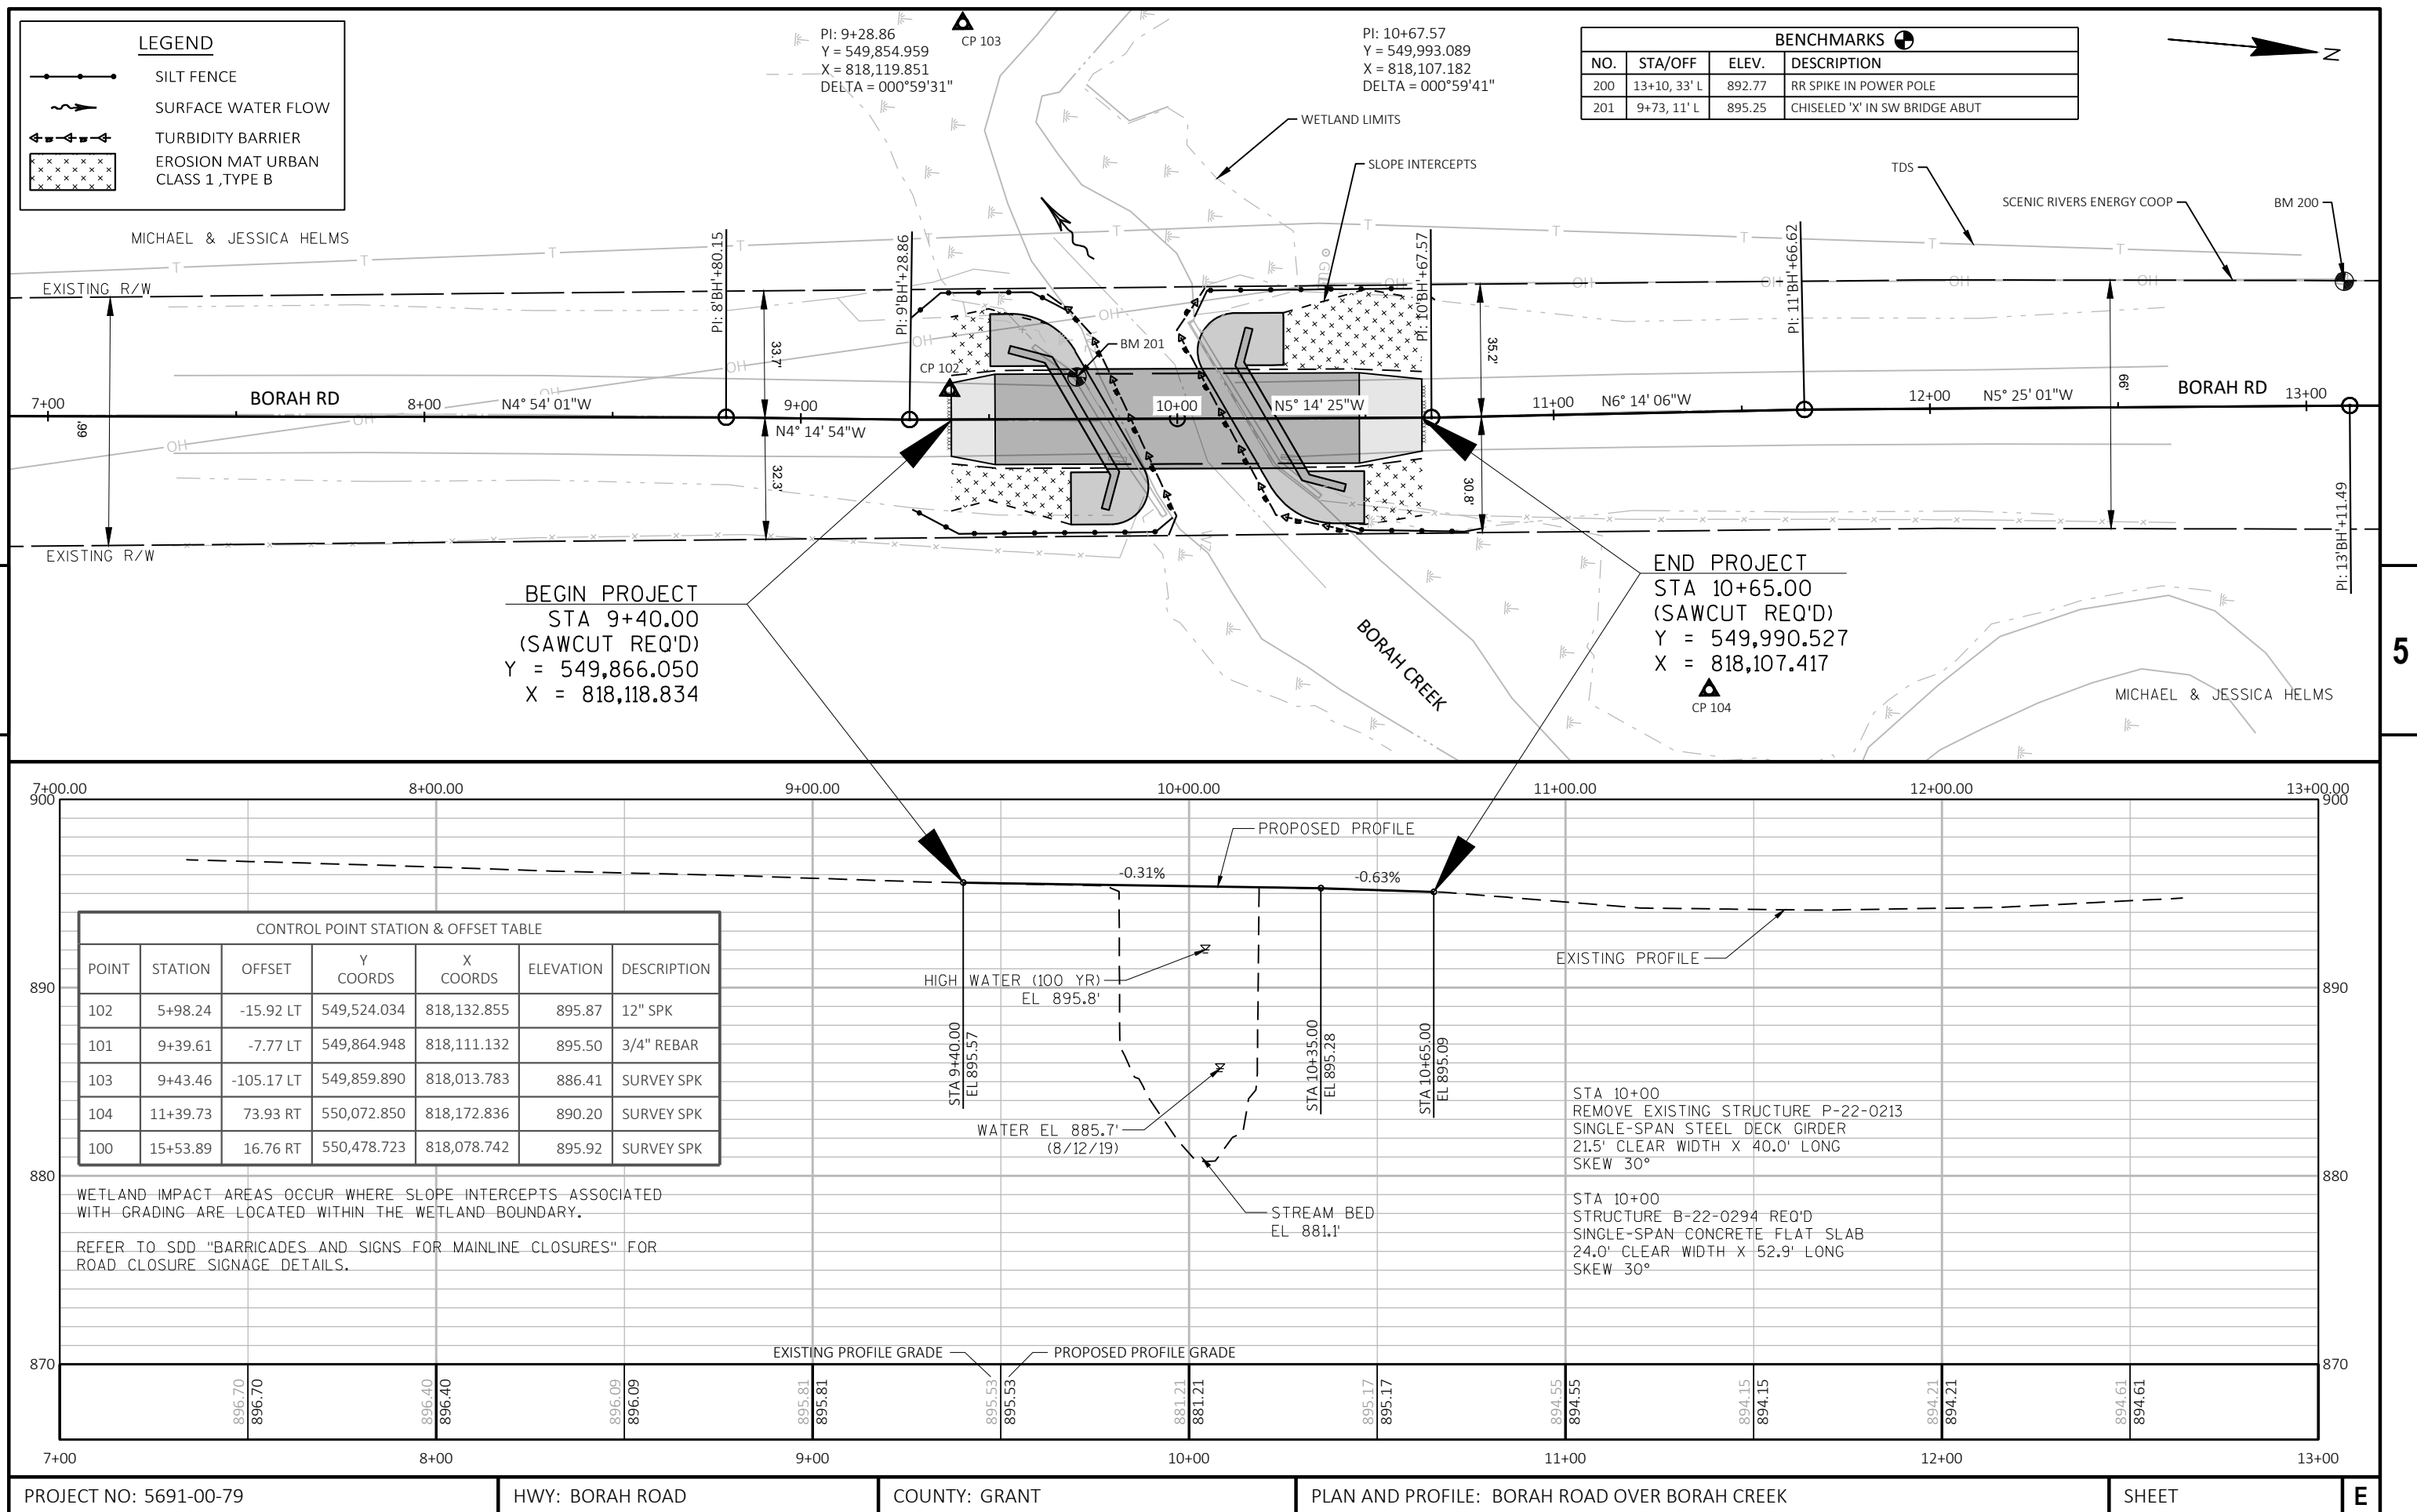 LEGEND
SILT FENCE
SURFACE WATER FLOW
TURBIDITY BARRIER
EROSION MAT URBAN
CLASS 1 ,TYPE B
PI: 9+28.86
Y = 549,854.959
X = 818,119.851
DELTA = 000°59'31"
CP 103
PI: 10+67.57
Y = 549,993.089
X = 818,107.182
DELTA = 000°59'41"
BENCHMARKS
NO. STA/OFF ELEV. DESCRIPTION
200 13+10, 33' L 892.77 RR SPIKE IN POWER POLE
201 9+73, 11' L 895.25 CHISELED 'X' IN SW BRIDGE ABUT
N
WETLAND LIMITS
SLOPE INTERCEPTS
TDS
SCENIC RIVERS ENERGY COOP
BM 200
MICHAEL & JESSICA HELMS
T T T T T T T T T T
EXISTING R/W
PI: 8'BH'+80.15
PI: 9'BH'+28.86
PI: 10'BH'+67.57
PI: 11'BH'+66.62
PI: 13'BH'+11.49
OH OH OH OH OH OH OH OH OH OH OH
33.7'
35.2'
66'
66'
32.3'
30.8'
BM 201
CP 102
BORAH RD
BORAH RD
7+00 8+00 N4° 54' 01"W 9+00 10+00 N5° 14' 25"W 11+00 N6° 14' 06"W 12+00 N5° 25' 01"W 13+00
N4° 14' 54"W
EXISTING R/W
BEGIN PROJECT
STA 9+40.00
(SAWCUT REQ'D)
Y = 549,866.050
X = 818,118.834
END PROJECT
STA 10+65.00
(SAWCUT REQ'D)
Y = 549,990.527
X = 818,107.417
CP 104
BORAH CREEK
MICHAEL & JESSICA HELMS
5
7+00.00 8+00.00 9+00.00 10+00.00 11+00.00 12+00.00 13+00.00
900 900
PROPOSED PROFILE
-0.31% -0.63%
CONTROL POINT STATION & OFFSET TABLE
POINT STATION OFFSET Y COORDS X COORDS ELEVATION DESCRIPTION
102 5+98.24 -15.92 LT 549,524.034 818,132.855 895.87 12" SPK
101 9+39.61 -7.77 LT 549,864.948 818,111.132 895.50 3/4" REBAR
103 9+43.46 -105.17 LT 549,859.890 818,013.783 886.41 SURVEY SPK
104 11+39.73 73.93 RT 550,072.850 818,172.836 890.20 SURVEY SPK
100 15+53.89 16.76 RT 550,478.723 818,078.742 895.92 SURVEY SPK
EXISTING PROFILE
HIGH WATER (100 YR)
EL 895.8'
890 890
STA 9+40.00
EL 895.57
STA 10+35.00
EL 895.28
STA 10+65.00
EL 895.09
WATER EL 885.7'
(8/12/19)
STA 10+00
REMOVE EXISTING STRUCTURE P-22-0213
SINGLE-SPAN STEEL DECK GIRDER
21.5' CLEAR WIDTH X 40.0' LONG
SKEW 30°
880 880
WETLAND IMPACT AREAS OCCUR WHERE SLOPE INTERCEPTS ASSOCIATED
WITH GRADING ARE LOCATED WITHIN THE WETLAND BOUNDARY.
REFER TO SDD "BARRICADES AND SIGNS FOR MAINLINE CLOSURES" FOR
ROAD CLOSURE SIGNAGE DETAILS.
STREAM BED
EL 881.1'
STA 10+00
STRUCTURE B-22-0294 REQ'D
SINGLE-SPAN CONCRETE FLAT SLAB
24.0' CLEAR WIDTH X 52.9' LONG
SKEW 30°
EXISTING PROFILE GRADE PROPOSED PROFILE GRADE
870 870
896.70 896.70 896.40 896.40 896.09 896.09 895.81 895.81 895.53 895.53 881.21 881.21 895.17 895.17 894.55 894.55 894.15 894.15 894.21 894.21 894.61 894.61
7+00 8+00 9+00 10+00 11+00 12+00 13+00
PROJECT NO: 5691-00-79 HWY: BORAH ROAD COUNTY: GRANT PLAN AND PROFILE: BORAH ROAD OVER BORAH CREEK SHEET E